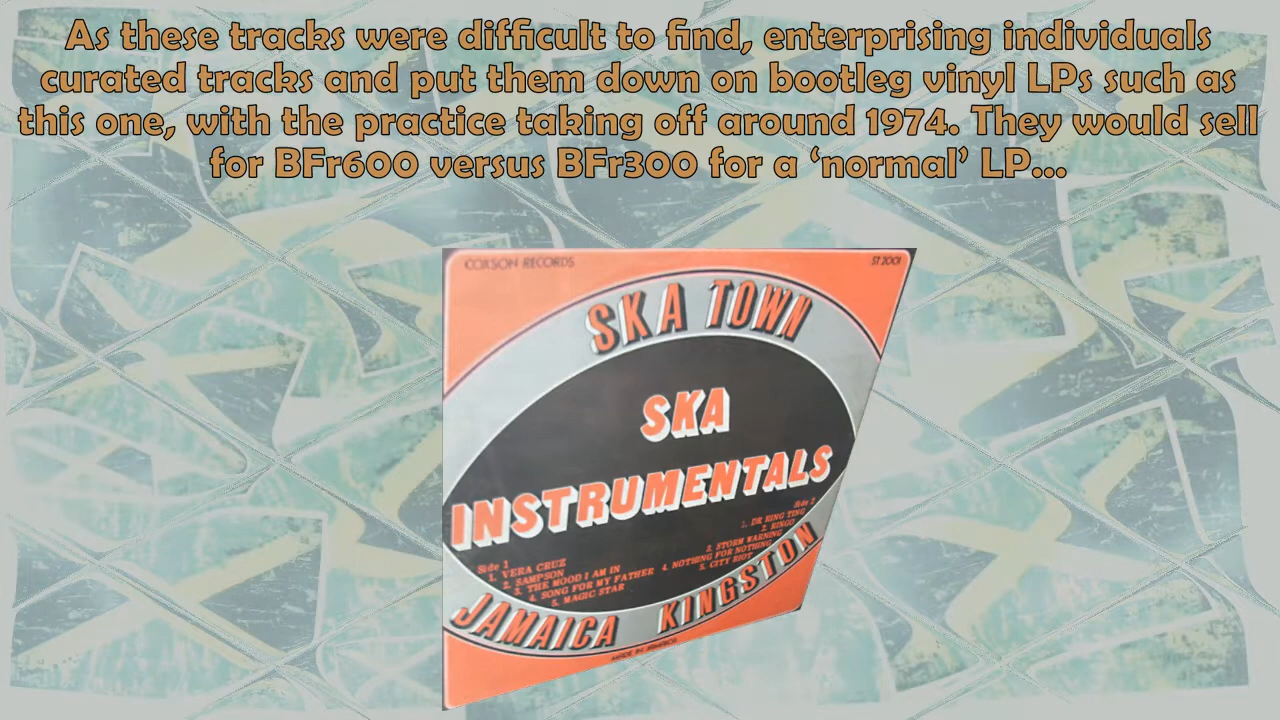 As these tracks were difficult to find, enterprising individuals
curated tracks and put them down on bootleg vinyl LPs such as
this one, with the practice taking off around 1974. They would sell
for BFr600 versus BFr300 for a ‘normal’ LP...
COXSON RECORDS
ST 2001
SKA TOWN
SKA
INSTRUMENTALS
Side 1
1. VERA CRUZ
2. SAMPSON
3. THE MOOD I AM IN
4. SONG FOR MY FATHER
5. MAGIC STAR
Side 2
1. DR RING TING
2. RINGO
3. STORM WARNING
4. NOTHING FOR NOTHING
5. CITY RIOT
JAMAICA KINGSTON
MADE IN JAMAICA